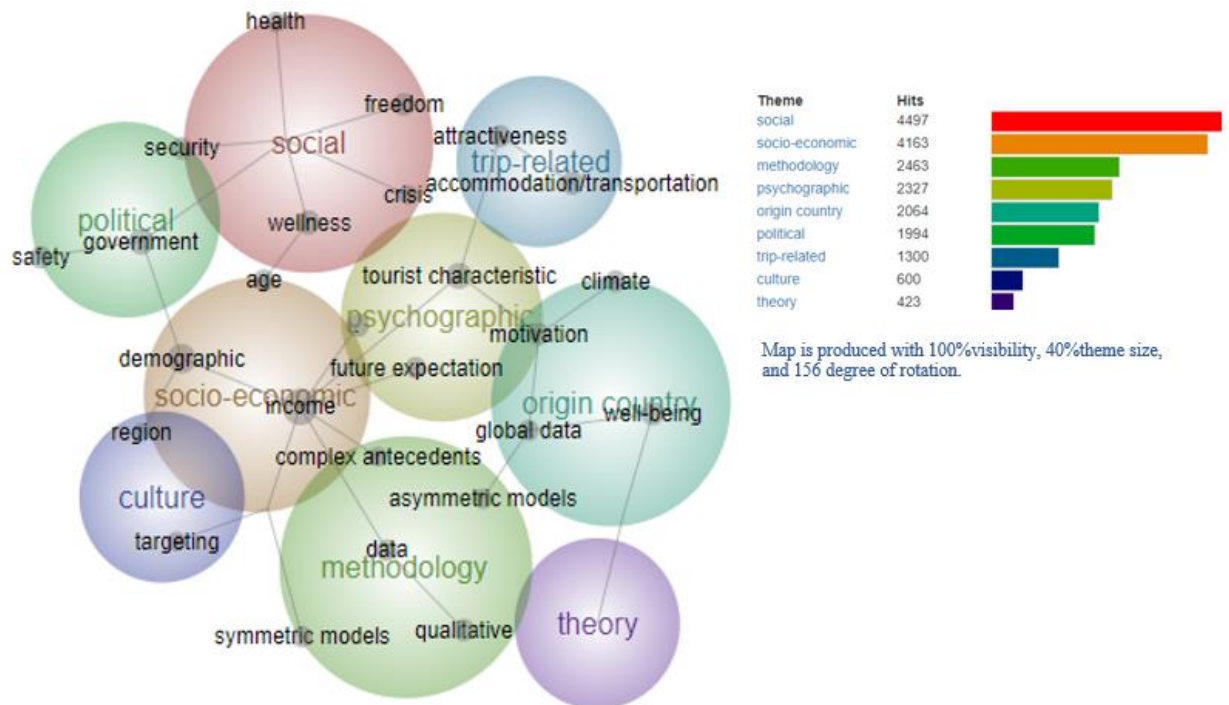 health
freedom
attractiveness
security
social
trip-related
accommodation/transportation
crisis
wellness
political
government
safety
age
tourist characteristic
climate
psychographic
motivation
demographic
future expectation
socio-economic
income
origin country
well-being
region
global data
complex antecedents
culture
asymmetric models
targeting
data
methodology
theory
symmetric models
qualitative
Theme Hits
social 4497
socio-economic 4163
methodology 2463
psychographic 2327
origin country 2064
political 1994
trip-related 1300
culture 600
theory 423
Map is produced with 100%visibility, 40%theme size,
and 156 degree of rotation.